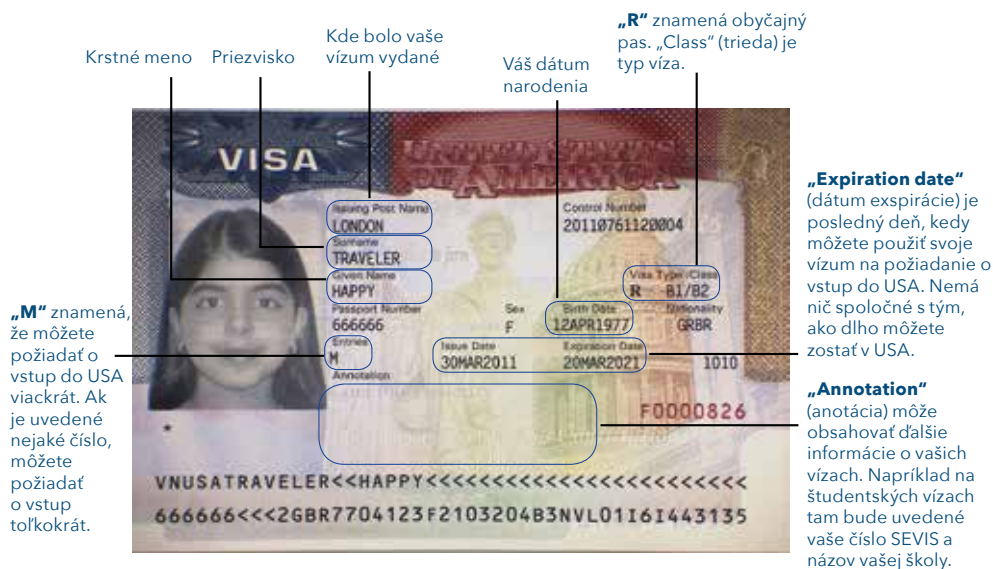 „R" znamená obyčajný
pas. „Class" (trieda) je
typ víza.
Kde bolo vaše
vízum vydané
Krstné meno
Priezvisko
Váš dátum
narodenia
VISA
UNITED STATES
OF AMERICA
Issuing Post Name
LONDON
Control Number
20110761120004
Surname
TRAVELER
Given Name
HAPPY
Visa Type /Class
R B1/B2
Passport Number
666666
Sex
F
Birth Date
12APR1977
Nationality
GRBR
Entries
M
Issue Date
30MAR2011
Expiration Date
20MAR2021
1010
Annotation
F0000826
VNUSATRAVELER<<HAPPY<<<<<<<<<<<<<<<<<<<<<<<<
666666<<<2GBR7704123F2103204B3NVL01I6I443135
„M" znamená,
že môžete
požiadať o
vstup do USA
viackrát. Ak
je uvedené
nejaké číslo,
môžete
požiadať
o vstup
toľkokrát.
„Expiration date"
(dátum exspirácie) je
posledný deň, kedy
môžete použiť svoje
vízum na požiadanie o
vstup do USA. Nemá
nič spoločné s tým,
ako dlho môžete
zostať v USA.
„Annotation"
(anotácia) môže
obsahovať ďalšie
informácie o vašich
vízach. Napríklad na
študentských vízach
tam bude uvedené
vaše číslo SEVIS a
názov vašej školy.